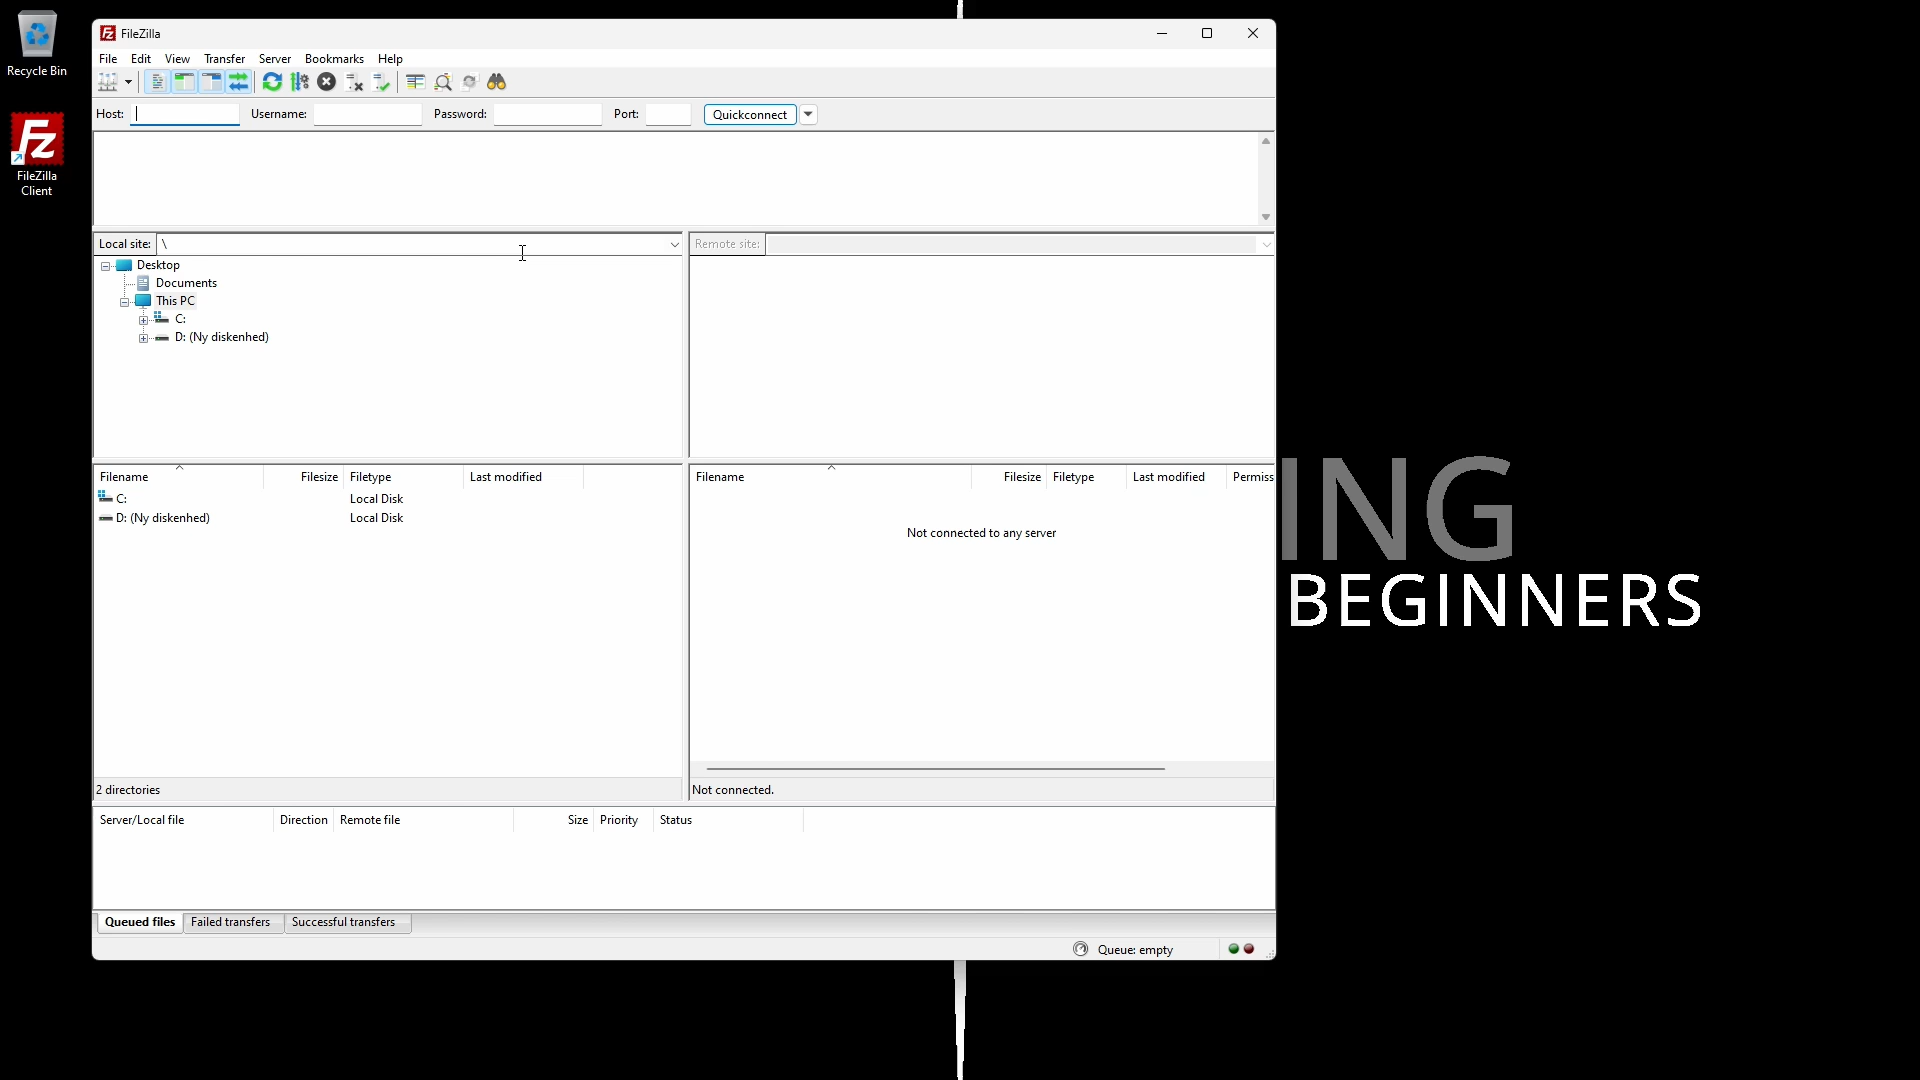 Recycle Bin
FileZilla
Client
FileZilla
File Edit View Transfer Server Bookmarks Help
Host: Username: Password: Port: Quickconnect
Local site: \
Remote site:
Desktop
Documents
This PC
C:
D: (Ny diskenhed)
Filename Filesize Filetype Last modified
C: Local Disk
D: (Ny diskenhed) Local Disk
2 directories
Filename Filesize Filetype Last modified Permiss
Not connected to any server
Not connected.
Server/Local file Direction Remote file Size Priority Status
Queued files Failed transfers Successful transfers
Queue: empty
ING
BEGINNERS